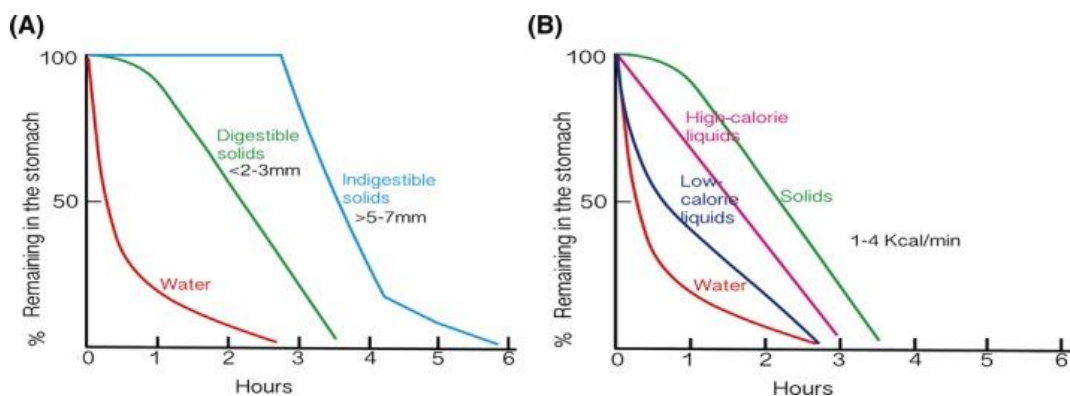 (A)
100
50
% Remaining in the stomach
Digestible
solids
<2-3mm
Indigestible
solids
>5-7mm
Water
0 1 2 3 4 5 6
Hours
(B)
100
50
% Remaining in the stomach
High-calorie
liquids
Low-
calorie
liquids
Solids
1-4 Kcal/min
Water
0 1 2 3 4 5 6
Hours